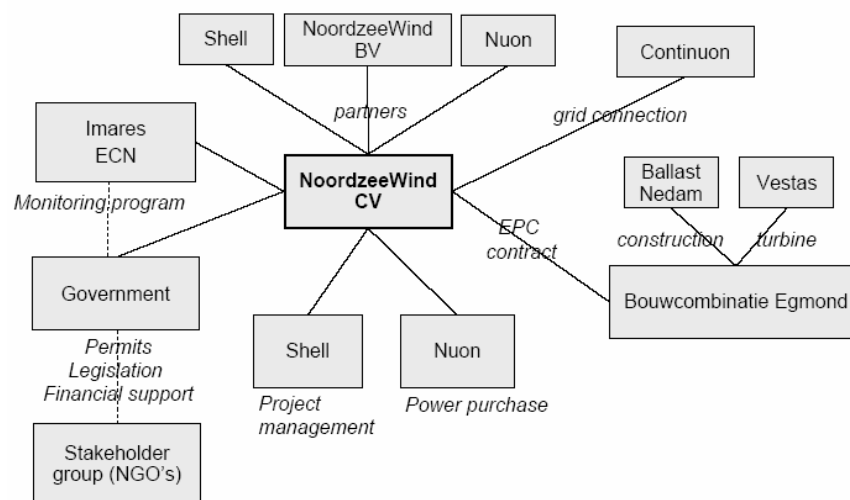 Shell
NoordzeeWind
BV
Nuon
Continuon
partners
grid connection
Imares
ECN
NoordzeeWind
CV
Ballast
Nedam
Vestas
Monitoring program
EPC
contract
construction
turbine
Government
Bouwcombinatie Egmond
Permits
Legislation
Financial support
Shell
Nuon
Project
management
Power purchase
Stakeholder
group (NGO's)